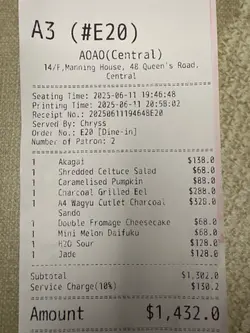 A3 (#E20)
AOAO(Central)
14/F,Manning House, 48 Queen's Road,
Central
Seating Time: 2025-06-11 19:46:48
Printing Time: 2025-06-11 20:58:02
Receipt No.: 20250611194648E20
Served By: Chryss
Order No.: E20 [Dine-in]
Number of Patron: 2
1 Akagai $138.0
1 Shredded Celtuce Salad $68.0
1 Caramelised Pumpkin $88.0
1 Charcoal Grilled Eel $288.0
1 A4 Wagyu Cutlet Charcoal $328.0
Sando
1 Double Fromage Cheesecake $68.0
1 Mini Melon Daifuku $68.0
1 H2O Sour $128.0
1 Jade $128.0
Subtotal $1,302.0
Service Charge(10%) $130.2
Amount $1,432.0